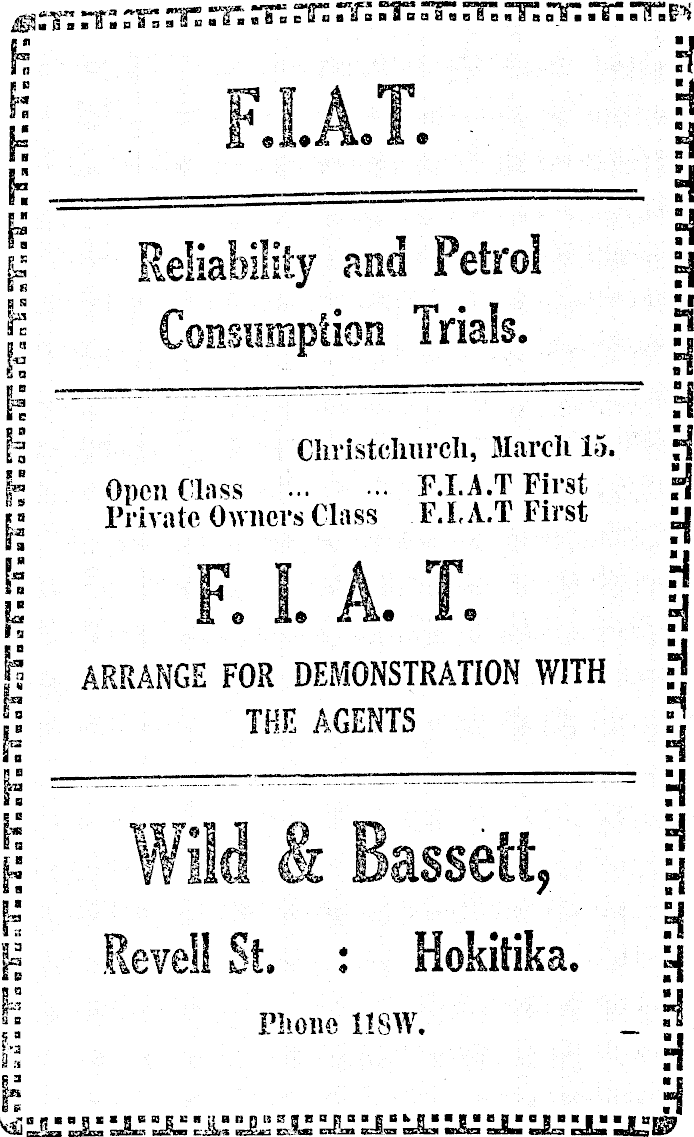 F.I.A.T.
Reliability and Petrol
Consumption Trials.
Christchurch, March 15.
Open Class ... ... F.I.A.T First
Private Owners Class F.I.A.T First
F. I. A. T.
ARRANGE FOR DEMONSTRATION WITH
THE AGENTS
Wild & Bassett,
Revell St. : Hokitika.
Phone 118W.